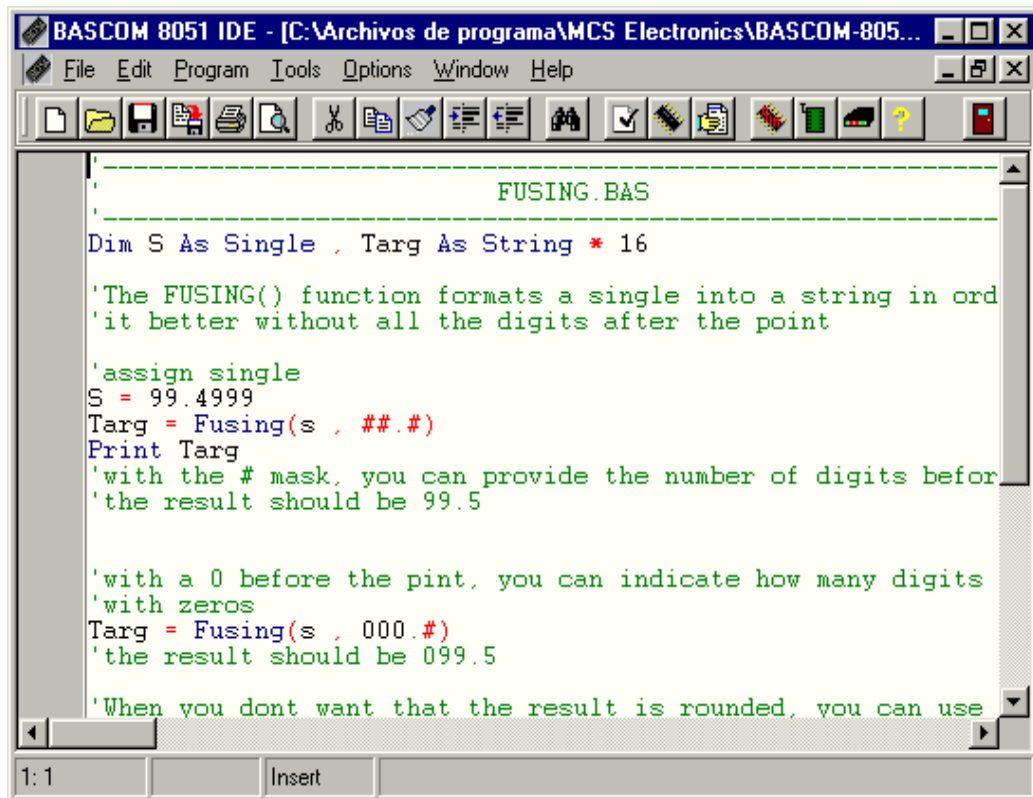 BASCOM 8051 IDE - [C:\Archivos de programa\MCS Electronics\BASCOM-805...
File Edit Program Tools Options Window Help
'
' FUSING.BAS
'
Dim S As Single , Targ As String * 16
'The FUSING() function formats a single into a string in ord
'it better without all the digits after the point
'assign single
S = 99.4999
Targ = Fusing(s , ##.#)
Print Targ
'with the # mask, you can provide the number of digits befor
'the result should be 99.5
'with a 0 before the pint, you can indicate how many digits
'with zeros
Targ = Fusing(s , 000.#)
'the result should be 099.5
'When you dont want that the result is rounded, you can use
1: 1 Insert